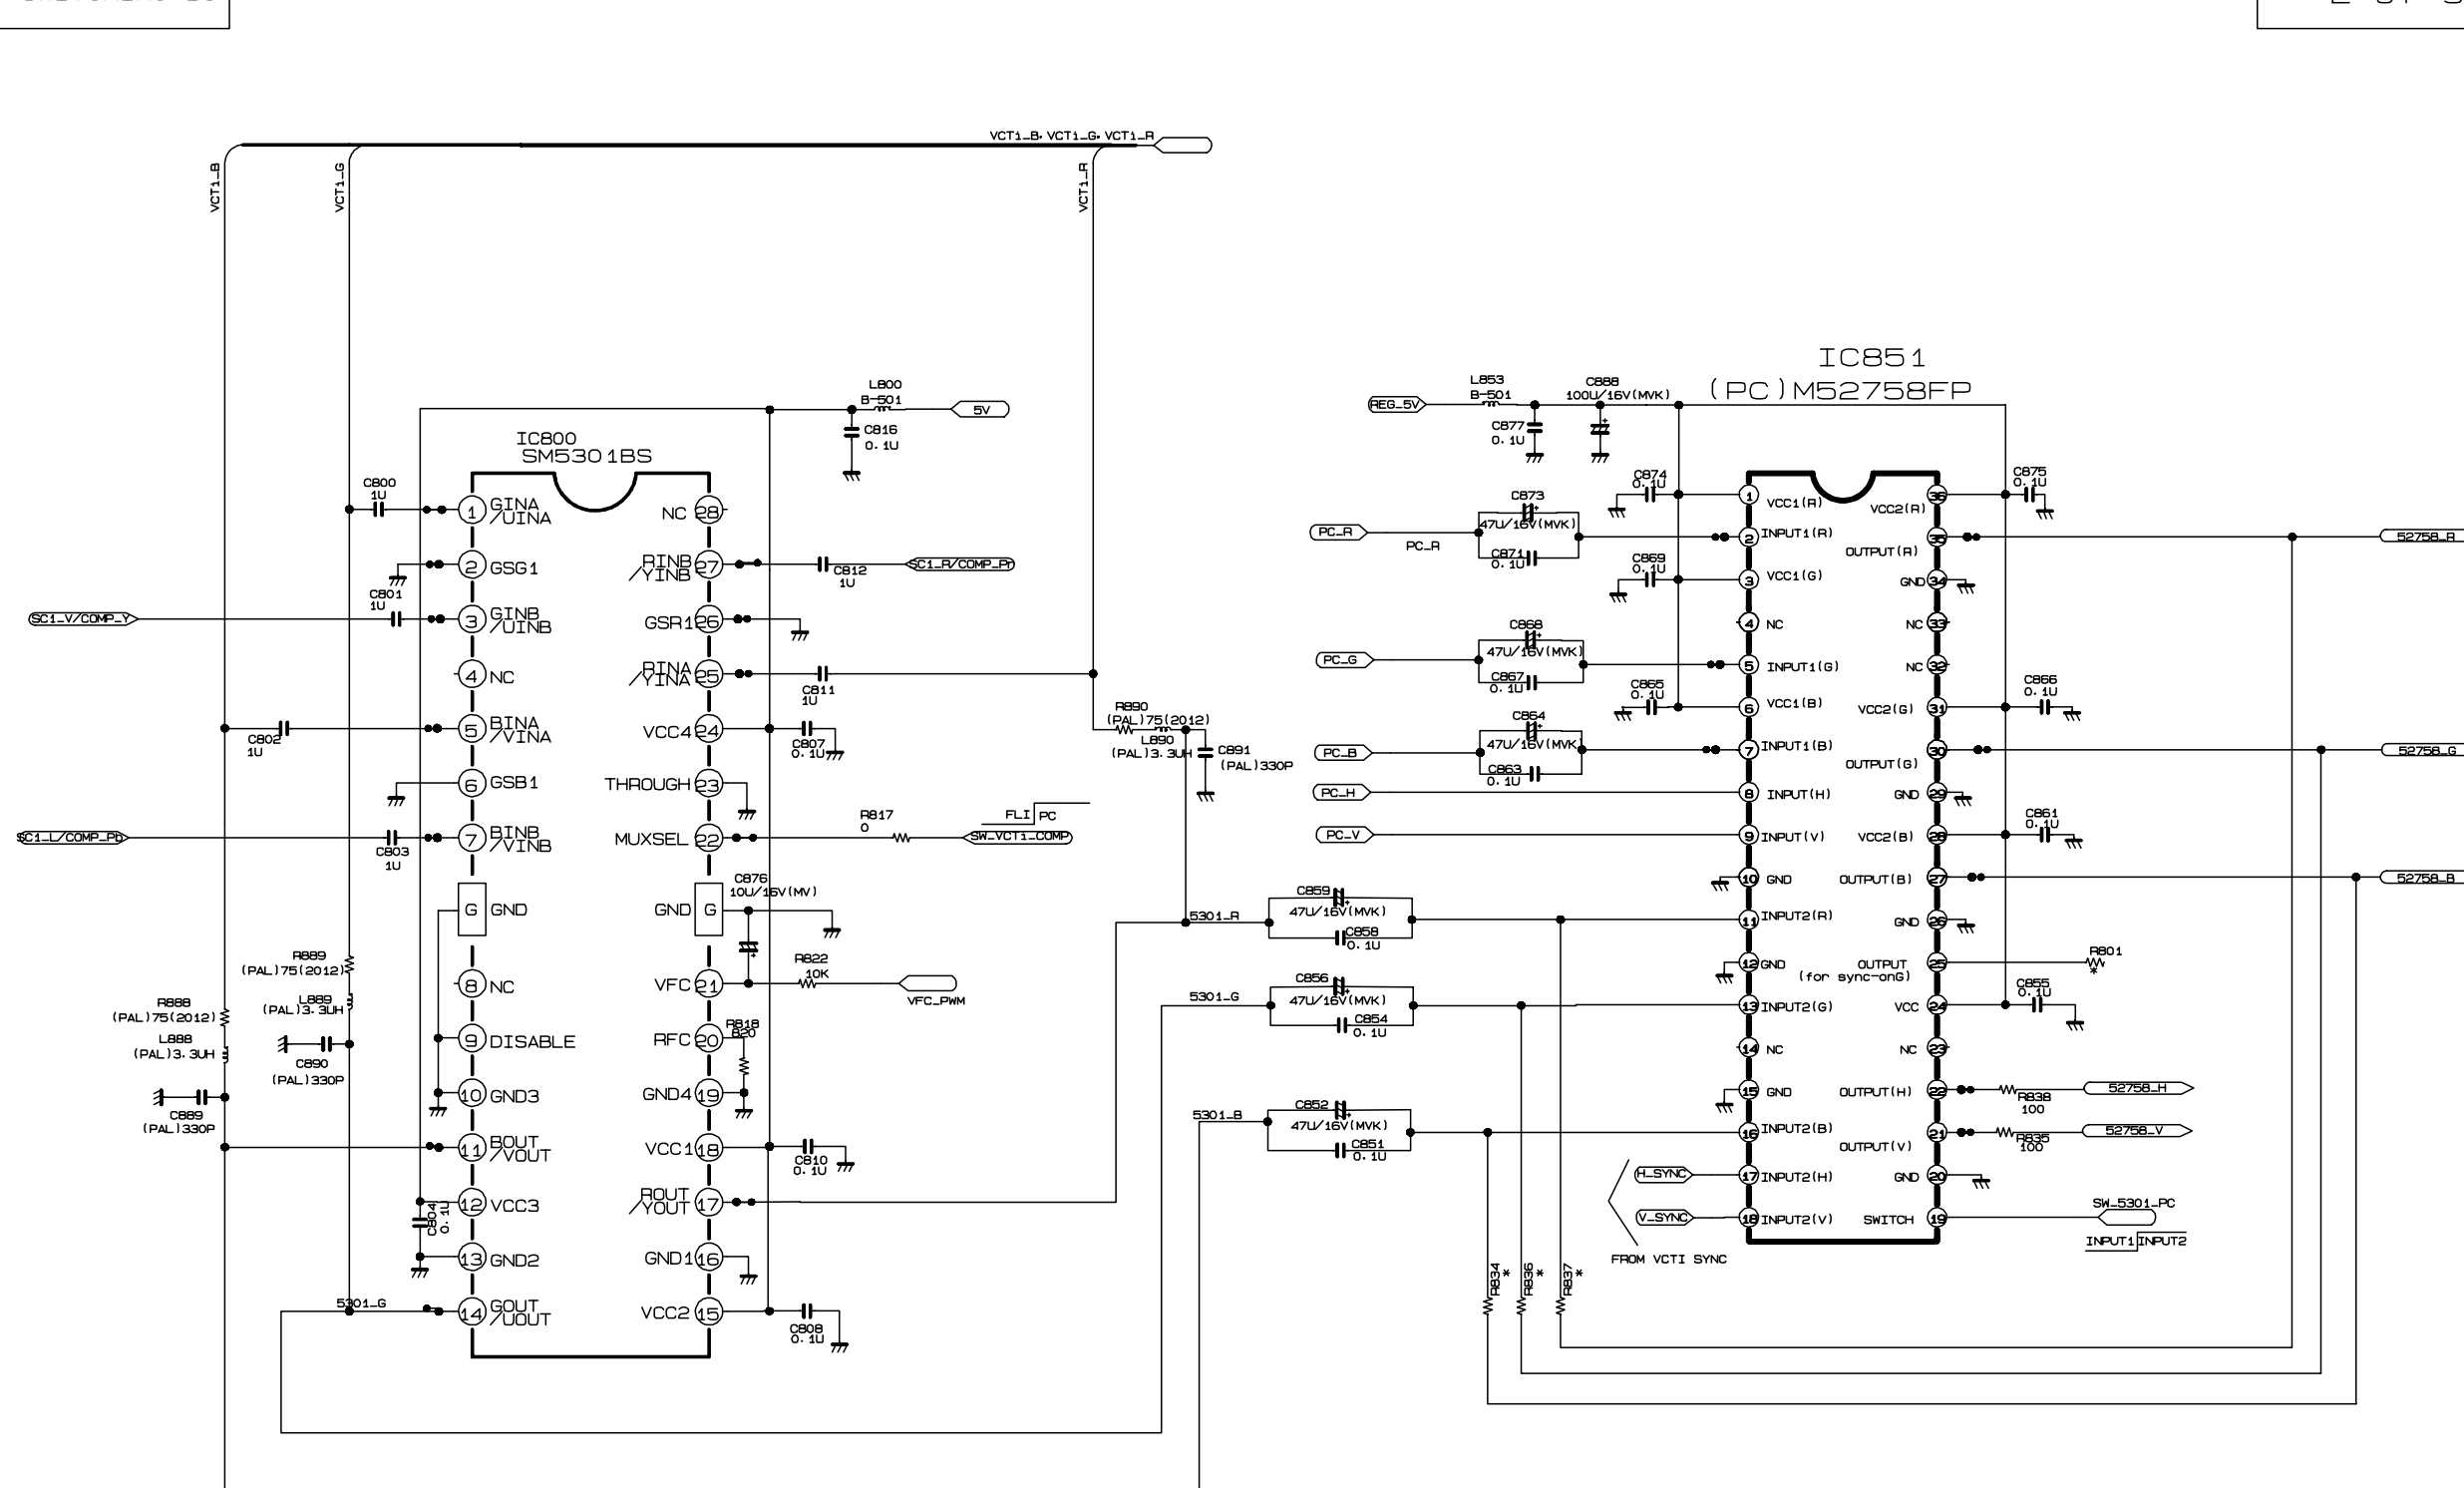 VCTi_B, VCTi_G, VCTi_R
VCTi_B
VCTi_G
VCTi_R
IC800
SM5301BS
L800
B-501
5V
C816
0.1U
C800
1U
C801
1U
SC1_V/COMP_Y
C802
1U
SC1_L/COMP_Pb
C803
1U
1 GINA
/UINA
2 GSG1
3 GINB
/UINB
4 NC
5 BINA
/VINA
6 GSB1
7 BINB
/VINB
G GND
8 NC
9 DISABLE
10 GND3
11 BOUT
/VOUT
12 VCC3
13 GND2
14 GOUT
/UOUT
NC 28
RINB
/YINB 27
GSR1 26
RINA
/YINA 25
VCC4 24
THROUGH 23
MUXSEL 22
GND G
VFC 21
RFC 20
GND4 19
VCC1 18
ROUT
/YOUT 17
GND1 16
VCC2 15
C812
1U
SC1_R/COMP_Pr
C811
1U
C807
0.1U
R817
0
FLI PC
SW_VCTi_COMP
C876
10U/16V(MV)
R822
10K
VFC_PWM
R818
820
C810
0.1U
C808
0.1U
C804
0.1U
R889
(PAL)75(2012)
L889
(PAL)3.3UH
C890
(PAL)330P
R888
(PAL)75(2012)
L888
(PAL)3.3UH
C889
(PAL)330P
5301_G
R890
(PAL)75(2012)
L890
(PAL)3.3UH
C891
(PAL)330P
IC851
(PC)M52758FP
REG_5V
L853
B-501
C888
100U/16V(MVK)
C877
0.1U
C874
0.1U
C875
0.1U
PC_R
PC_R
C873
47U/16V(MVK)
C871
0.1U
C869
0.1U
PC_G
C868
47U/16V(MVK)
C867
0.1U
C865
0.1U
C866
0.1U
PC_B
C864
47U/16V(MVK)
C863
0.1U
PC_H
PC_V
C861
0.1U
5301_R
C859
47U/16V(MVK)
C858
0.1U
5301_G
C856
47U/16V(MVK)
C854
0.1U
5301_B
C852
47U/16V(MVK)
C851
0.1U
1 VCC1(R)
2 INPUT1(R)
3 VCC1(G)
4 NC
5 INPUT1(G)
6 VCC1(B)
7 INPUT1(B)
8 INPUT(H)
9 INPUT(V)
10 GND
11 INPUT2(R)
12 GND
13 INPUT2(G)
14 NC
15 GND
16 INPUT2(B)
17 INPUT2(H)
18 INPUT2(V)
VCC2(R) 36
OUTPUT(R) 35
GND 34
NC 33
NC 32
VCC2(G) 31
OUTPUT(G) 30
GND 29
VCC2(B) 28
OUTPUT(B) 27
GND 26
OUTPUT 25
(for sync-onG)
VCC 24
NC 23
OUTPUT(H) 22
OUTPUT(V) 21
GND 20
SWITCH 19
52758_R
52758_G
52758_B
R801
*
C855
0.1U
R838
100
52758_H
R835
100
52758_V
SW_5301_PC
INPUT1 INPUT2
H_SYNC
V_SYNC
FROM VCTI SYNC
R834 *
R836 *
R837 *